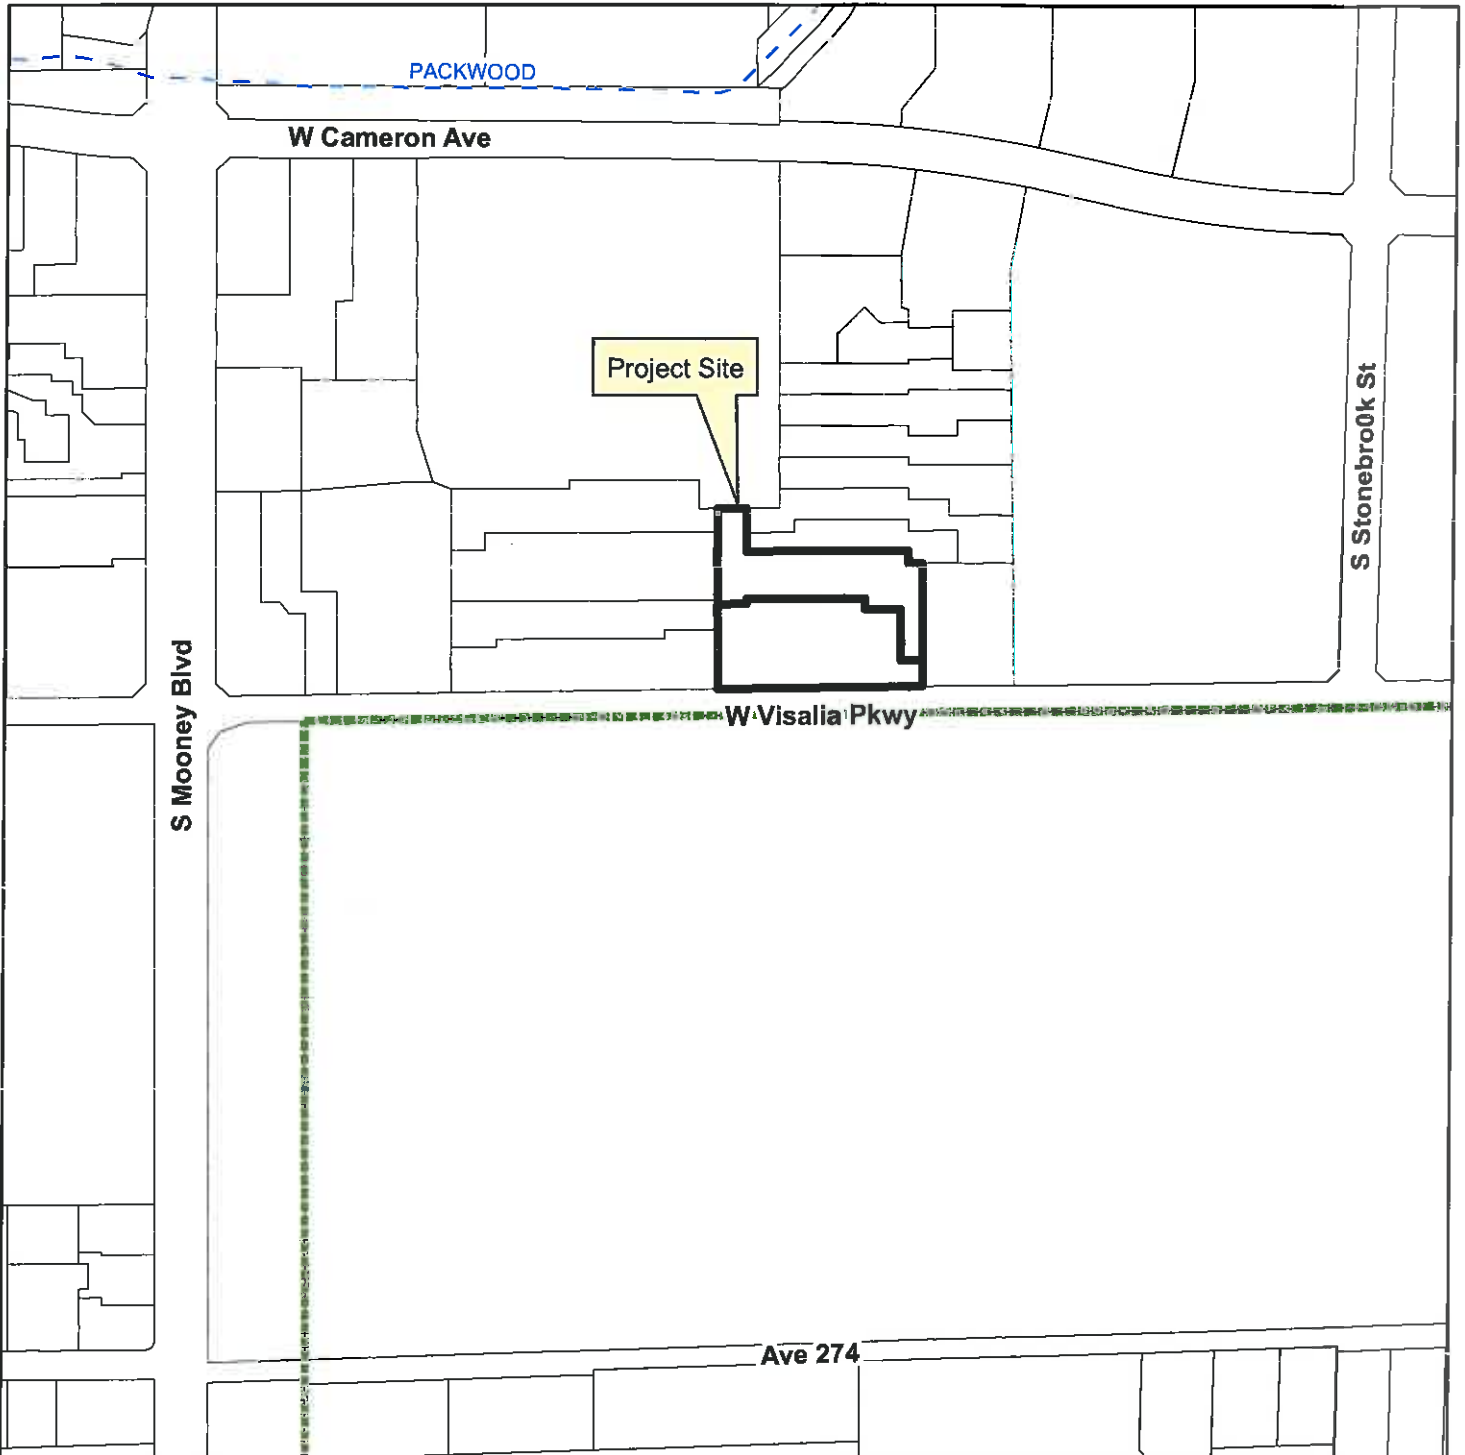 PACKWOOD
W Cameron Ave
Project Site
S Stonebro0k St
S Mooney Blvd
W Visalia Pkwy
Ave 274